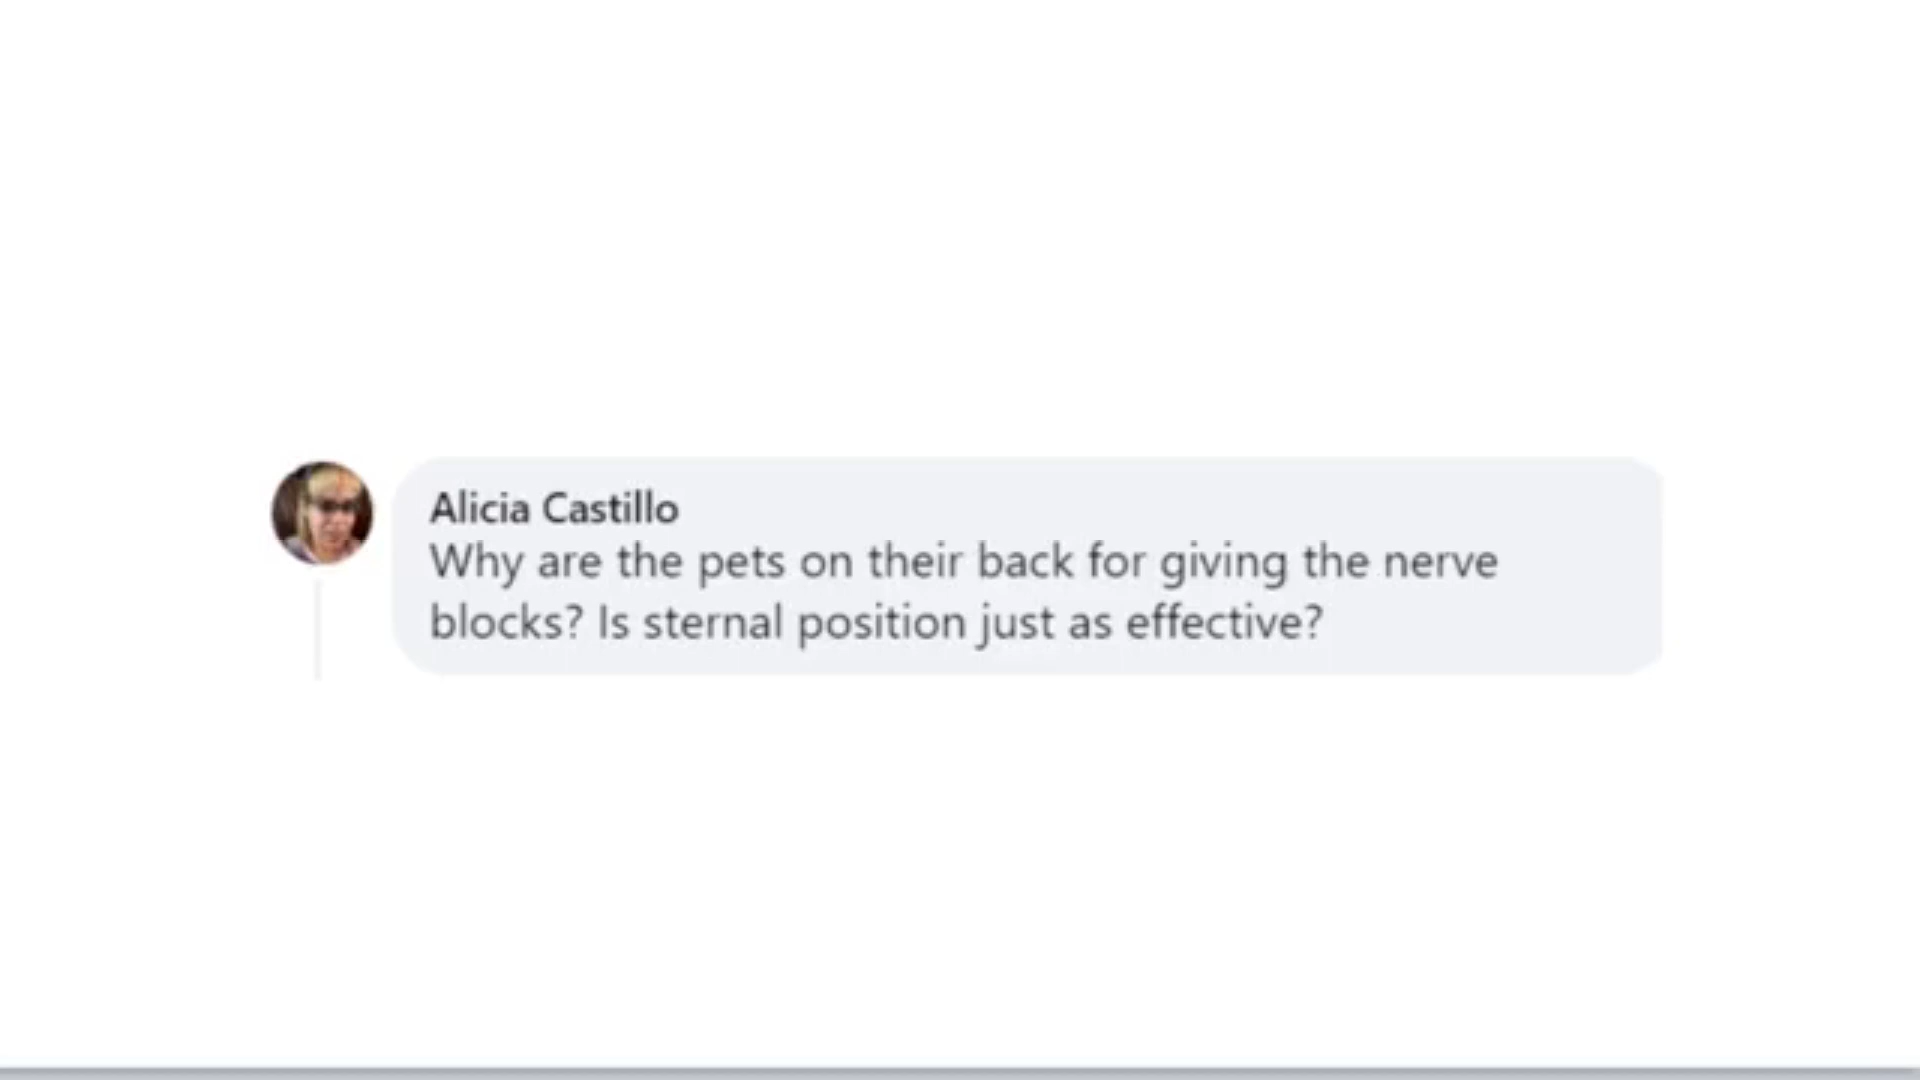 Alicia Castillo
Why are the pets on their back for giving the nerve
blocks? Is sternal position just as effective?